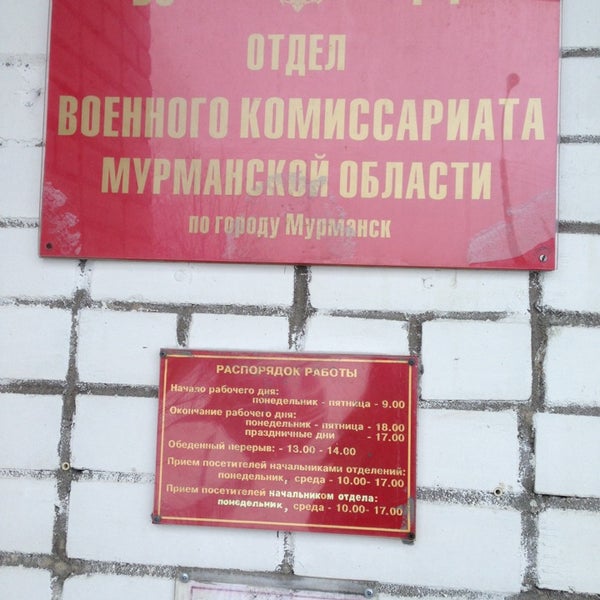 ОТДЕЛ
ВОЕННОГО КОМИССАРИАТА
МУРМАНСКОЙ ОБЛАСТИ
по городу Мурманск
РАСПОРЯДОК РАБОТЫ
Начало рабочего дня:
понедельник - пятница - 9.00
Окончание рабочего дня:
понедельник - пятница - 18.00
праздничные дни - 17.00
Обеденный перерыв: - 13.00 - 14.00
Прием посетителей начальниками отделений:
понедельник, среда - 10.00- 17.00
Прием посетителей начальником отдела:
понедельник, среда - 10.00- 17.00